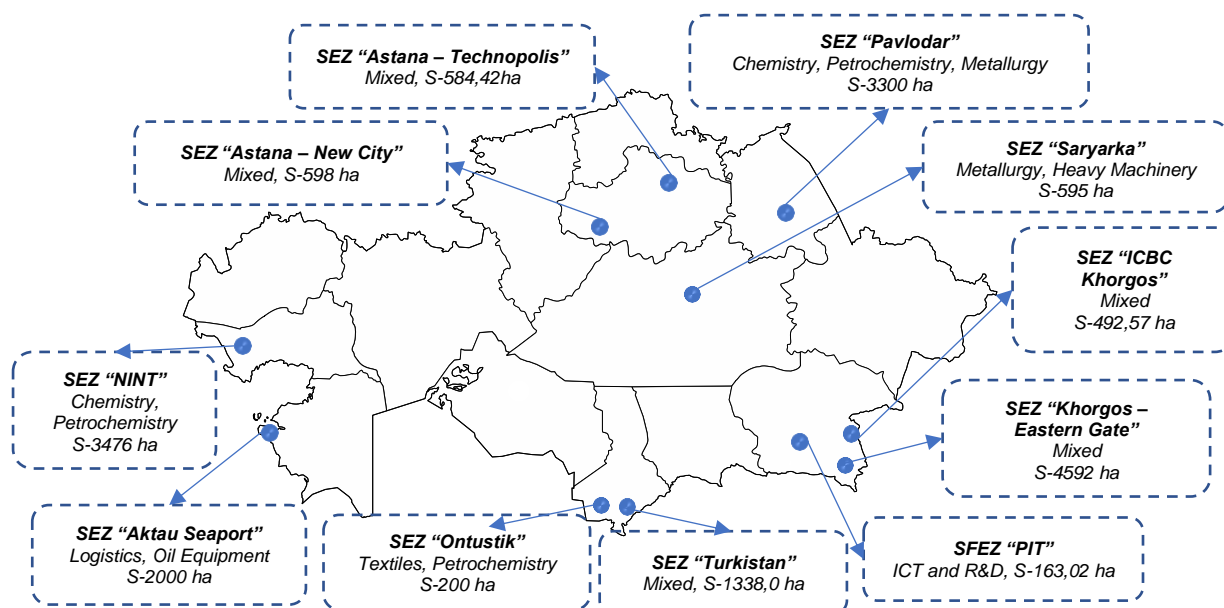 SEZ “Astana – Technopolis”
Mixed, S-584,42ha
SEZ “Pavlodar”
Chemistry, Petrochemistry, Metallurgy
S-3300 ha
SEZ “Astana – New City”
Mixed, S-598 ha
SEZ “Saryarka”
Metallurgy, Heavy Machinery
S-595 ha
SEZ “ICBC
Khorgos”
Mixed
S-492,57 ha
SEZ “NINT”
Chemistry,
Petrochemistry
S-3476 ha
SEZ “Khorgos –
Eastern Gate”
Mixed
S-4592 ha
SEZ “Aktau Seaport”
Logistics, Oil Equipment
S-2000 ha
SEZ “Ontustik”
Textiles, Petrochemistry
S-200 ha
SEZ “Turkistan”
Mixed, S-1338,0 ha
SFEZ “PIT”
ICT and R&D, S-163,02 ha